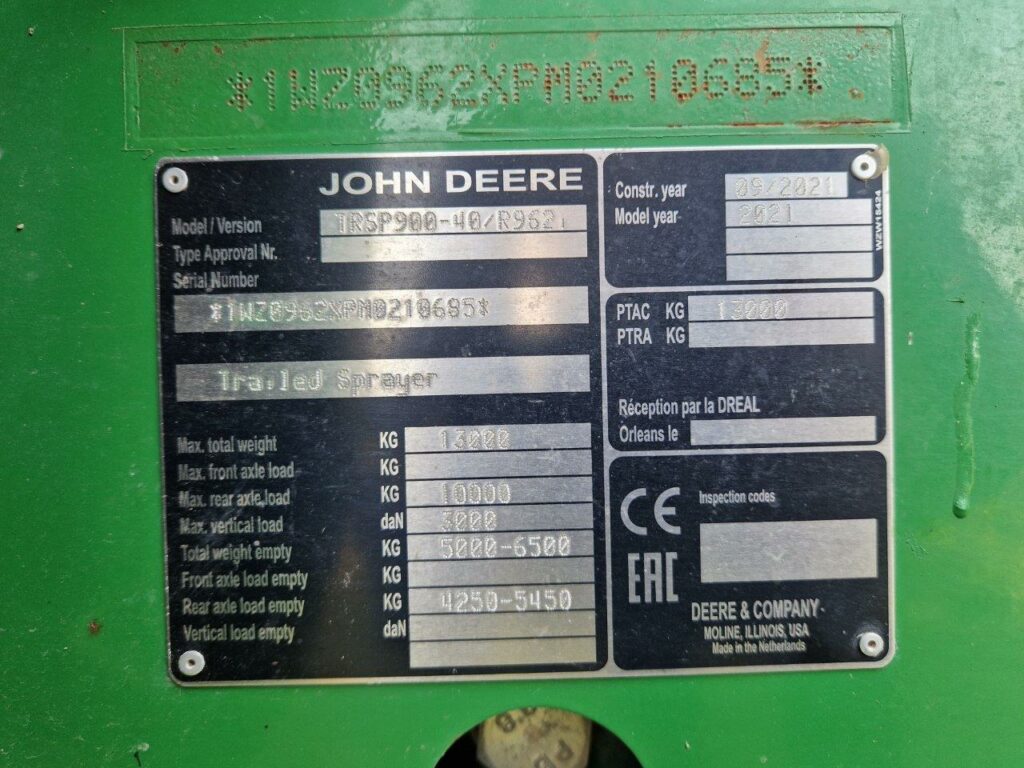 *1WZ0962XPM0210685*
JOHN DEERE
Model / Version TRSP900-40/R962i
Type Approval Nr.
Serial Number
*1WZ0962XPM0210685*
Trailed Sprayer
Max. total weight KG 13000
Max. front axle load KG
Max. rear axle load KG 10000
Max. vertical load daN 3000
Total weight empty KG 5000-6500
Front axle load empty KG
Rear axle load empty KG 4250-5450
Vertical load empty daN
Constr. year 09/2021
Model year 2021
WZW15424
PTAC KG 13000
PTRA KG
Réception par la DREAL
Orleans le
CE
EAC
Inspection codes
DEERE & COMPANY
MOLINE, ILLINOIS, USA
Made in the Netherlands